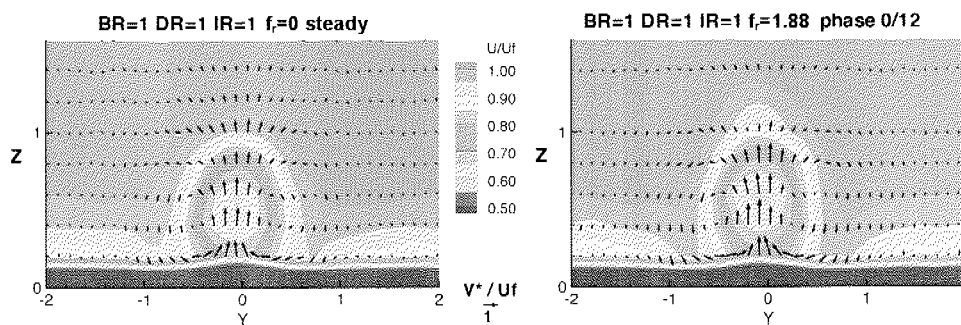 BR=1 DR=1 IR=1 fᵣ=0 steady
BR=1 DR=1 IR=1 fᵣ=1.88 phase 0/12
U/Uf
1.00
0.90
0.80
0.70
0.60
0.50
Z
1
0
-2 -1 0 1 2
Y
V*/Uf
1
Z
1
0
-2 -1 0 1
Y